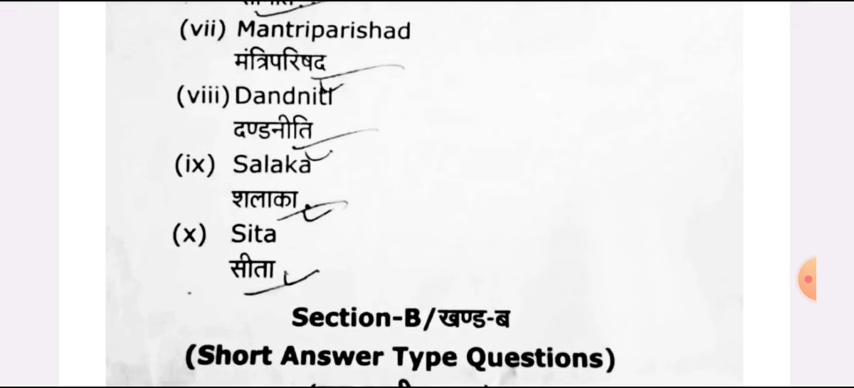 (vii) Mantriparishad
मंत्रिपरिषद
(viii) Dandniti
दण्डनीति
(ix) Salaka
शलाका
(x) Sita
सीता
Section-B/खण्ड-ब
(Short Answer Type Questions)